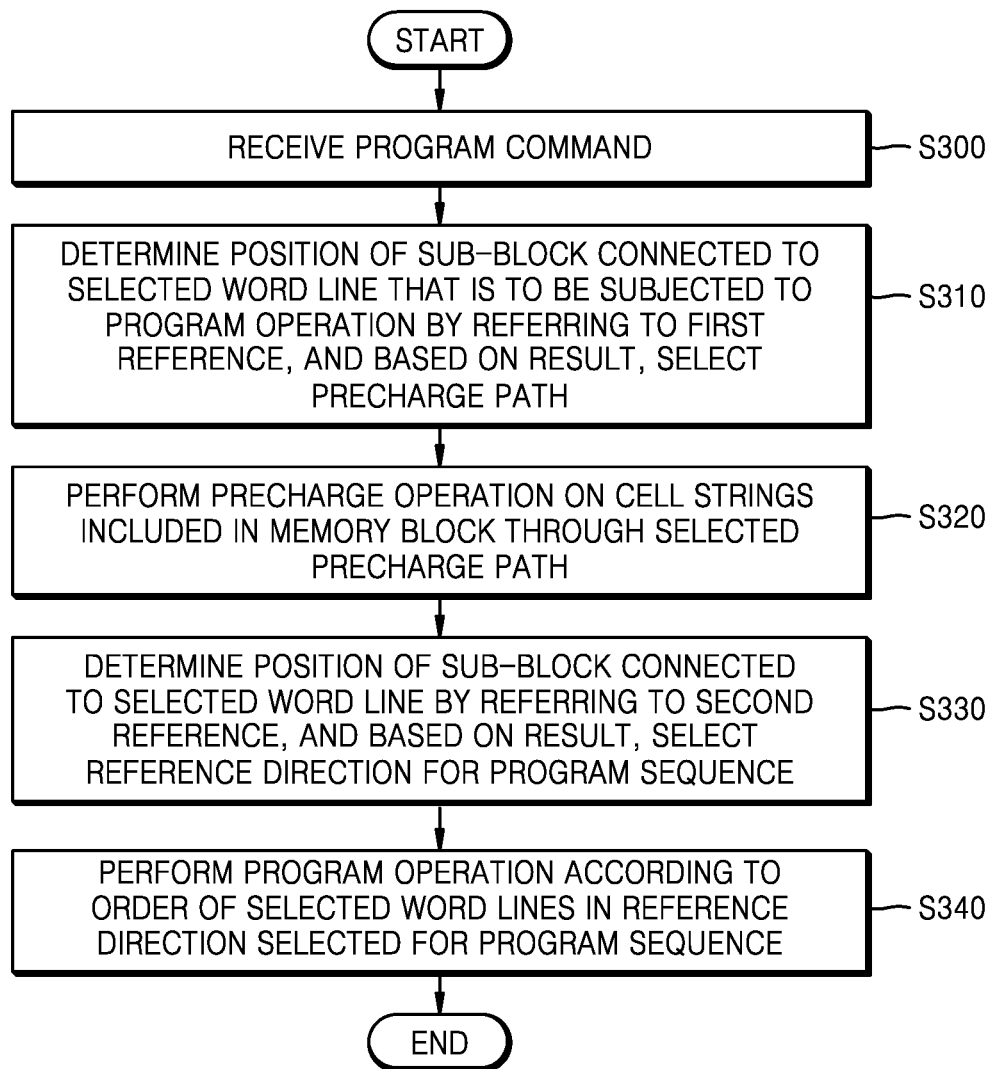 START
RECEIVE PROGRAM COMMAND
S300
DETERMINE POSITION OF SUB-BLOCK CONNECTED TO
SELECTED WORD LINE THAT IS TO BE SUBJECTED TO
PROGRAM OPERATION BY REFERRING TO FIRST
REFERENCE, AND BASED ON RESULT, SELECT
PRECHARGE PATH
S310
PERFORM PRECHARGE OPERATION ON CELL STRINGS
INCLUDED IN MEMORY BLOCK THROUGH SELECTED
PRECHARGE PATH
S320
DETERMINE POSITION OF SUB-BLOCK CONNECTED
TO SELECTED WORD LINE BY REFERRING TO SECOND
REFERENCE, AND BASED ON RESULT, SELECT
REFERENCE DIRECTION FOR PROGRAM SEQUENCE
S330
PERFORM PROGRAM OPERATION ACCORDING TO
ORDER OF SELECTED WORD LINES IN REFERENCE
DIRECTION SELECTED FOR PROGRAM SEQUENCE
S340
END